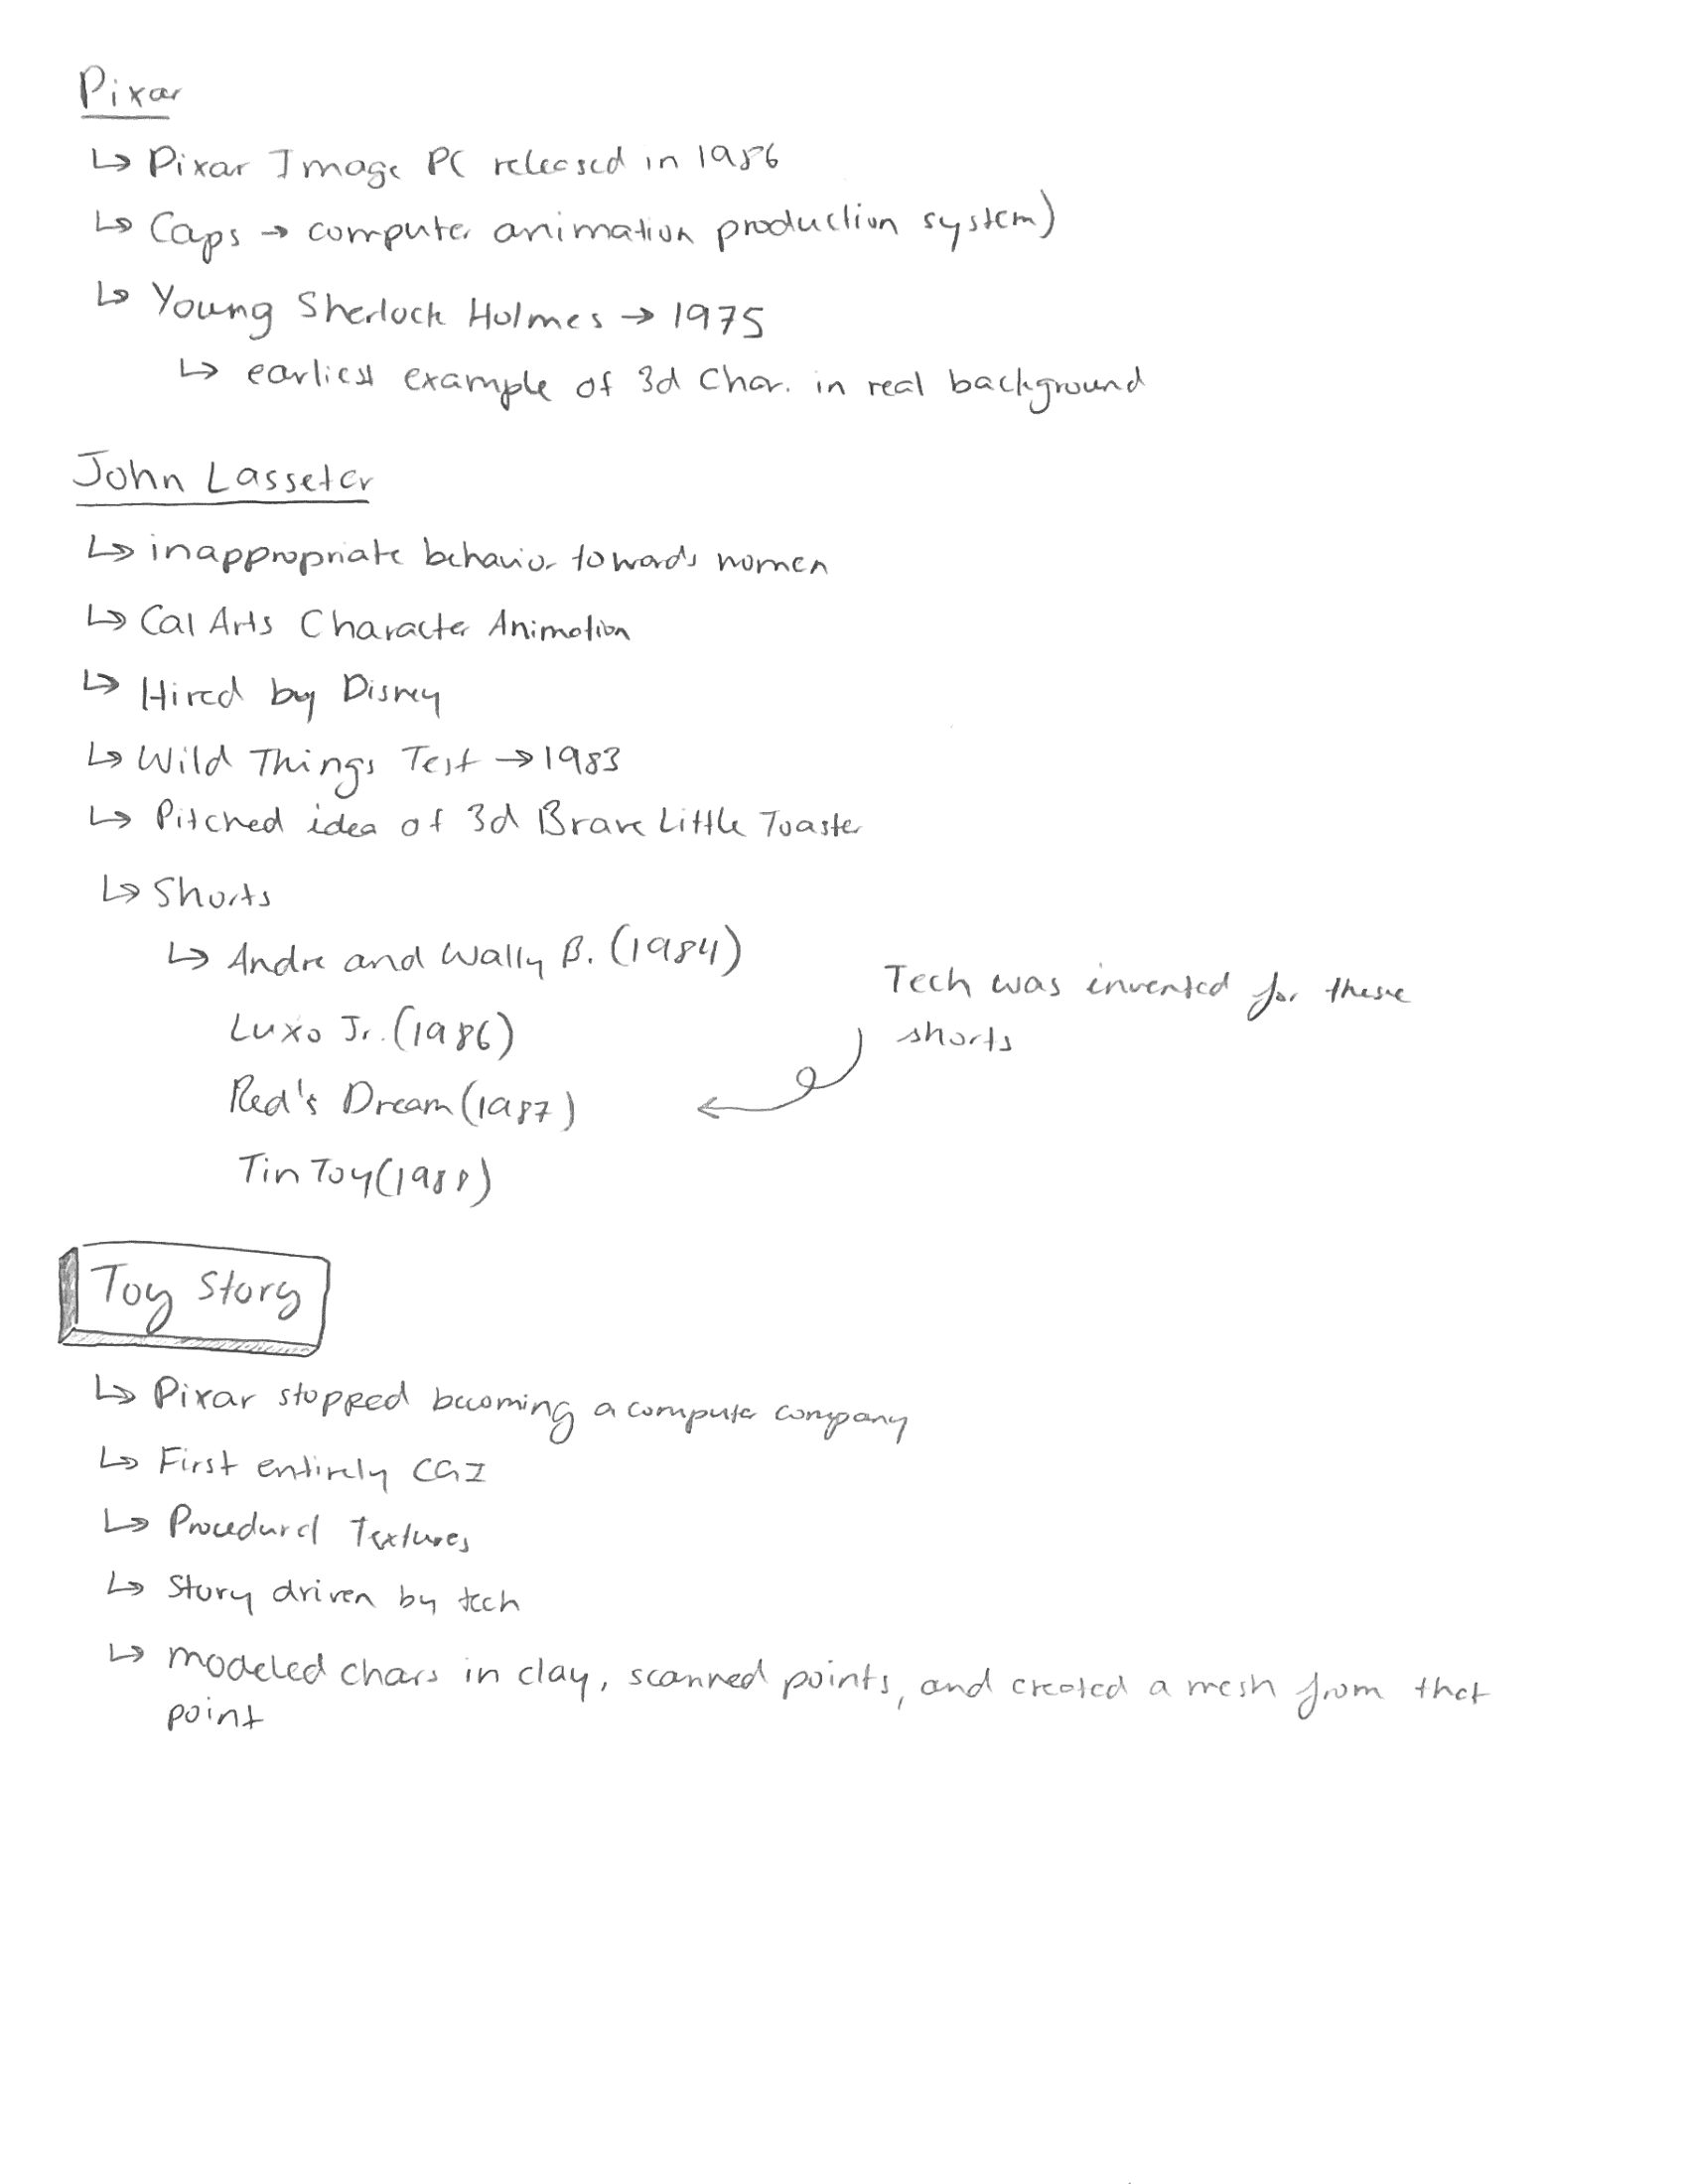 Pixar
↳ Pixar Image PC released in 1986
↳ Caps → computer animation production system)
↳ Young Sherlock Holmes → 1975
↳ earliest example of 3d Char. in real background
John Lasseter
↳ inappropriate behavior towards women
↳ Cal Arts Character Animation
↳ Hired by Disney
↳ Wild Things Test → 1983
↳ Pitched idea of 3d Brave Little Toaster
↳ Shorts
↳ Andre and Wally B. (1984)
Luxo Jr. (1986)
Red's Dream (1987)
Tin Toy (1988)
Tech was invented for these
shorts
Toy Story
↳ Pixar stopped becoming a computer company
↳ First entirely CGI
↳ Procedural Textures
↳ Story driven by tech
↳ modeled chars in clay, scanned points, and created a mesh from that
point